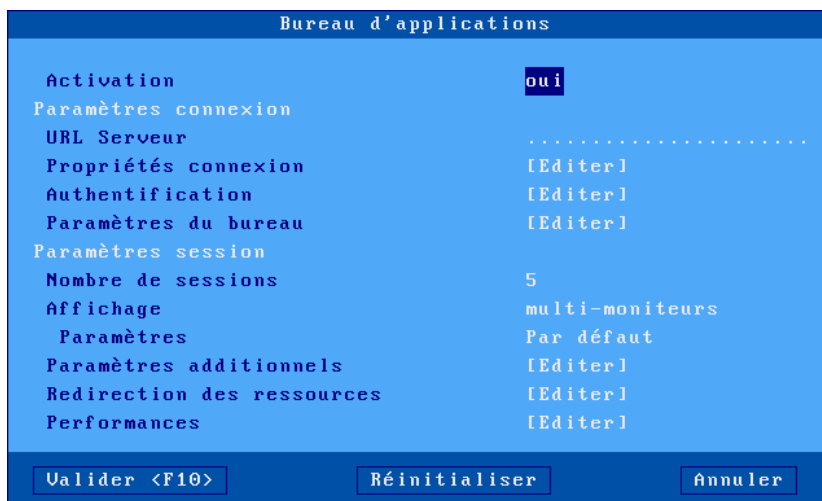 Bureau d'applications
Activation oui
Paramètres connexion
URL Serveur ......................
Propriétés connexion [Editer]
Authentification [Editer]
Paramètres du bureau [Editer]
Paramètres session
Nombre de sessions 5
Affichage multi-moniteurs
Paramètres Par défaut
Paramètres additionnels [Editer]
Redirection des ressources [Editer]
Performances [Editer]
Valider <F10> Réinitialiser Annuler